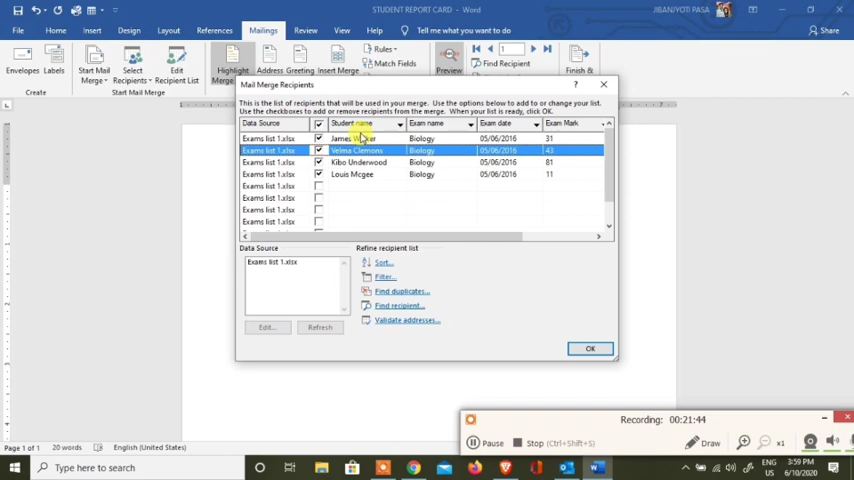 STUDENT REPORT CARD - Word
JIBANJYOTI PASA
File Home Insert Design Layout References Mailings Review View Help Tell me what you want to do Share
Envelopes Labels Start Mail Merge Select Recipients Edit Recipient List Highlight Merge Address Greeting Insert Merge Rules Match Fields Preview 1 Find Recipient Finish &
Create Start Mail Merge
Mail Merge Recipients ?
This is the list of recipients that will be used in your merge. Use the options below to add to or change your list.
Use the checkboxes to add or remove recipients from the merge. When your list is ready, click OK.
Data Source Student name Exam name Exam date Exam Mark
Exams list 1.xlsx James Biology 05/06/2016 31
Exams list 1.xlsx Velma Clemons Biology 05/06/2016 43
Exams list 1.xlsx Kibo Underwood Biology 05/06/2016 81
Exams list 1.xlsx Louis Mcgee Biology 05/06/2016 11
Exams list 1.xlsx
Exams list 1.xlsx
Exams list 1.xlsx
Exams list 1.xlsx
Data Source Refine recipient list
Exams list 1.xlsx
Sort...
Filter...
Find duplicates...
Find recipient...
Validate addresses...
Edit... Refresh
OK
Recording: 00:21:44
Pause Stop (Ctrl+Shift+S) Draw x1
Page 1 of 1 20 words English (United States)
Type here to search
ENG US
3:59 PM
6/10/2020